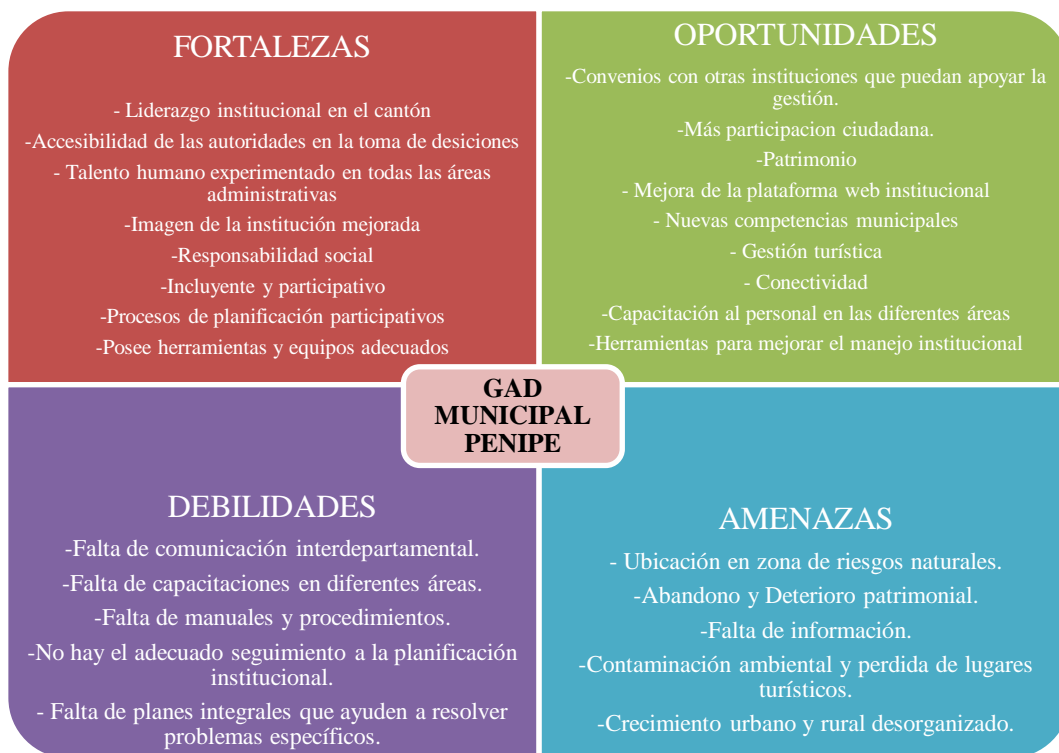 FORTALEZAS
- Liderazgo institucional en el cantón
-Accesibilidad de las autoridades en la toma de desiciones
- Talento humano experimentado en todas las áreas
administrativas
-Imagen de la institución mejorada
-Responsabilidad social
-Incluyente y participativo
-Procesos de planificación participativos
-Posee herramientas y equipos adecuados
OPORTUNIDADES
-Convenios con otras instituciones que puedan apoyar la
gestión.
-Más participacion ciudadana.
-Patrimonio
- Mejora de la plataforma web institucional
- Nuevas competencias municipales
- Gestión turística
- Conectividad
-Capacitación al personal en las diferentes áreas
-Herramientas para mejorar el manejo institucional
GAD
MUNICIPAL
PENIPE
DEBILIDADES
-Falta de comunicación interdepartamental.
-Falta de capacitaciones en diferentes áreas.
-Falta de manuales y procedimientos.
-No hay el adecuado seguimiento a la planificación
institucional.
- Falta de planes integrales que ayuden a resolver
problemas específicos.
AMENAZAS
- Ubicación en zona de riesgos naturales.
-Abandono y Deterioro patrimonial.
-Falta de información.
-Contaminación ambiental y perdida de lugares
turísticos.
-Crecimiento urbano y rural desorganizado.